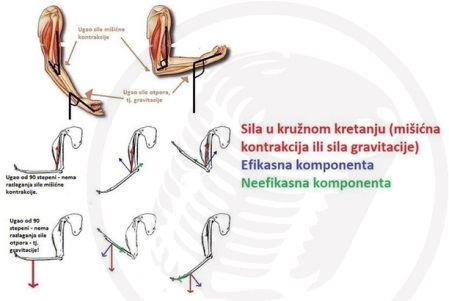 Ugao sile mišićne
kontrakcije
Ugao sile otpora,
tj. gravitacije
Sila u kružnom kretanju (mišićna
kontrakcija ili sila gravitacije)
Efikasna komponenta
Neefikasna komponenta
Ugao od 90 stepeni - nema
razlaganja sile mišićne
kontrakcije.
Ugao od 90
stepeni - nema
razlaganja sile
otpora - tj.
gravitacije!